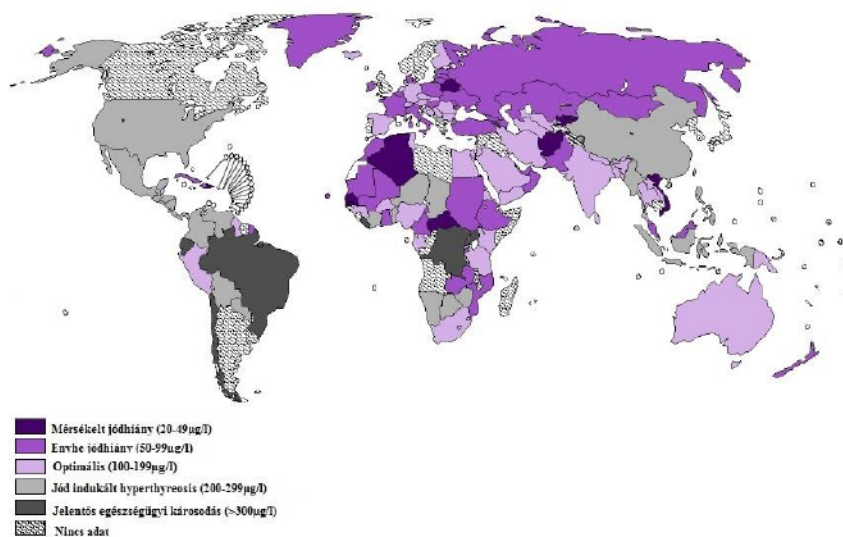 Mérsékelt jódhiány (20-49µg/l)
Enyhe jódhiány (50-99µg/l)
Optimális (100-199µg/l)
Jód indukált hyperthyreosis (200-299µg/l)
Jelentős egészségügyi károsodás (>300µg/l)
Nincs adat